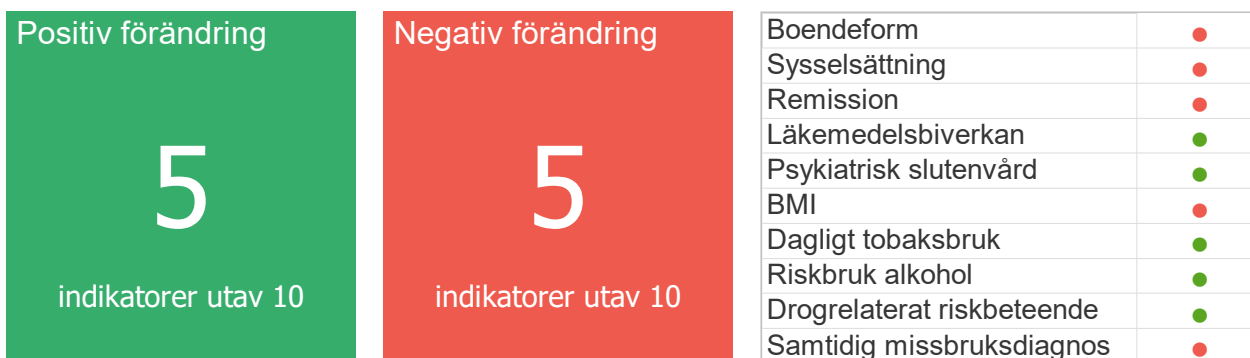 Positiv förändring
5
indikatorer utav 10
Negativ förändring
5
indikatorer utav 10
Boendeform
Sysselsättning
Remission
Läkemedelsbiverkan
Psykiatrisk slutenvård
BMI
Dagligt tobaksbruk
Riskbruk alkohol
Drogrelaterat riskbeteende
Samtidig missbruksdiagnos